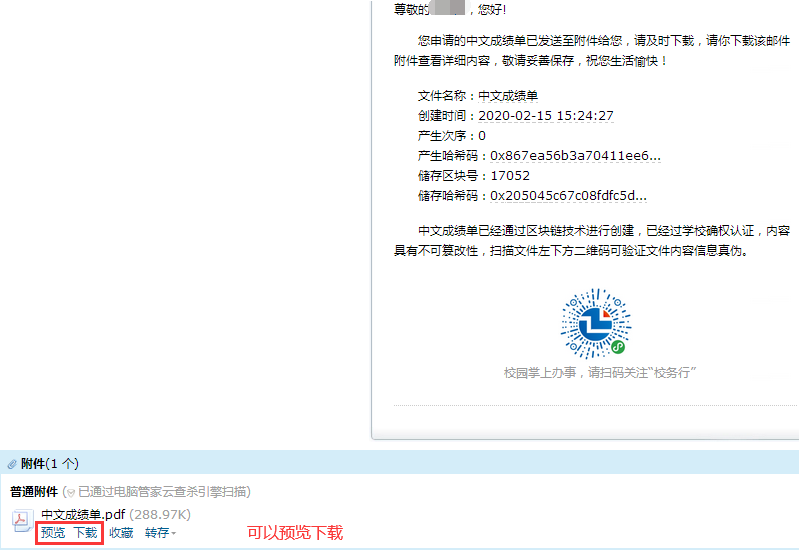 尊敬的，您好!
您申请的中文成绩单已发送至附件给您，请及时下载，请你下载该邮件
附件查看详细内容，敬请妥善保存，祝您生活愉快！
文件名称：中文成绩单
创建时间：2020-02-15 15:24:27
产生次序：0
产生哈希码：0x867ea56b3a70411ee6...
储存区块号：17052
储存哈希码：0x205045c67c08fdfc5d...
中文成绩单已经通过区块链技术进行创建，已经过学校确权认证，内容
具有不可篡改性，扫描文件左下方二维码可验证文件内容信息真伪。
校园掌上办事，请扫码关注“校务行”
附件(1 个)
普通附件 (已通过电脑管家云查杀引擎扫描)
中文成绩单.pdf (288.97K)
预览 下载 收藏 转存 可以预览下载